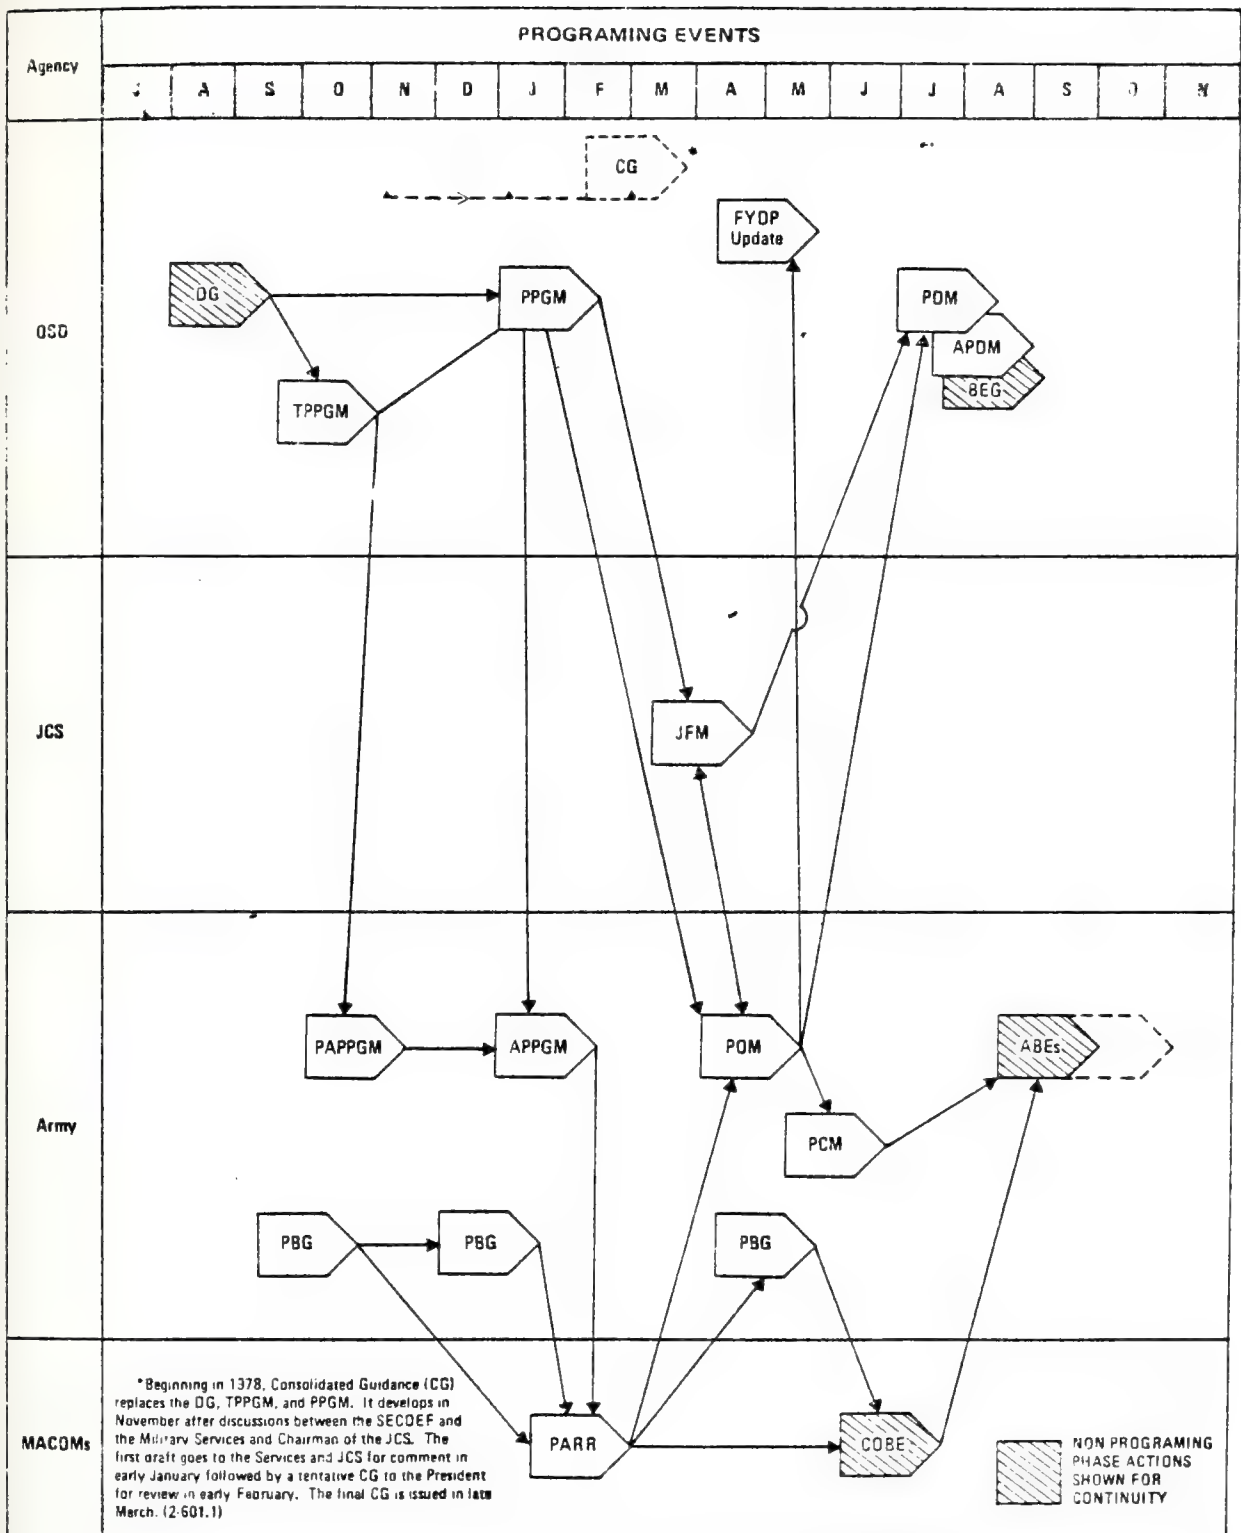 PROGRAMING EVENTS
Agency
J A S O N D J F M A M J J A S O N
CG *
FYDP
Update
DG
PPGM
PDM
OSD
APDM
BEG
TPPGM
JCS
JFM
PAPPGM
APPGM
POM
ABEs
Army
PCM
PBG
PBG
PBG
*Beginning in 1378, Consolidated Guidance (CG)
replaces the DG, TPPGM, and PPGM. It develops in
November after discussions between the SECDEF and
the Military Services and Chairman of the JCS. The
first draft goes to the Services and JCS for comment in
early January followed by a tentative CG to the President
for review in early February. The final CG is issued in late
March. (2-601.1)
MACOMs
PARR
COBE
NON PROGRAMING
PHASE ACTIONS
SHOWN FOR
CONTINUITY